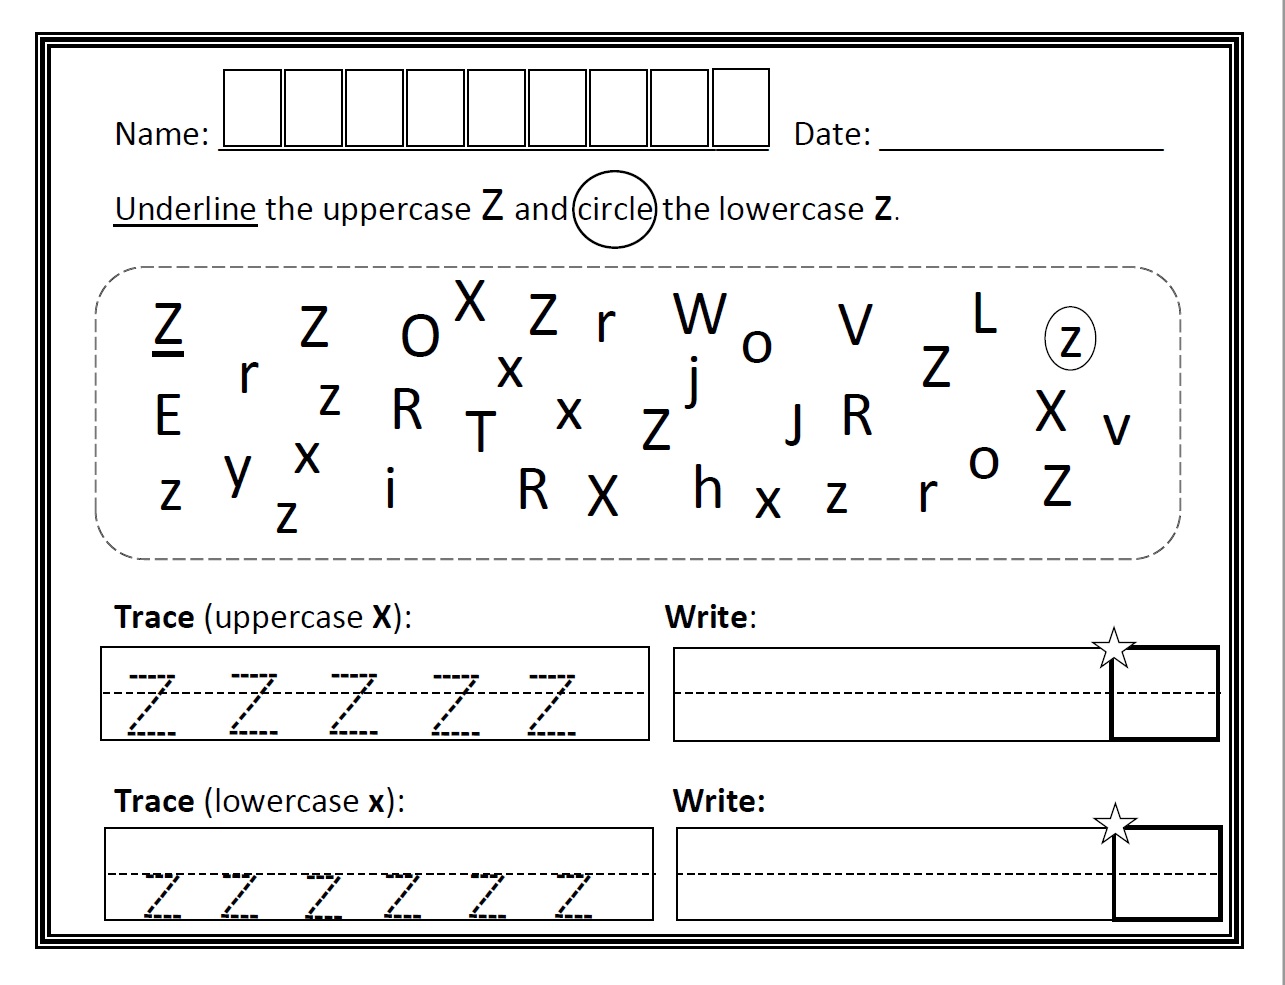 Name: Date:
Underline the uppercase Z and circle the lowercase z.
Z Z O X Z r W o V Z L z
r z R x j
E T x Z J R X v
z y x i R X h x z r o Z
z
Trace (uppercase X): Write:
Z Z Z Z Z
Trace (lowercase x): Write:
z z z z z z